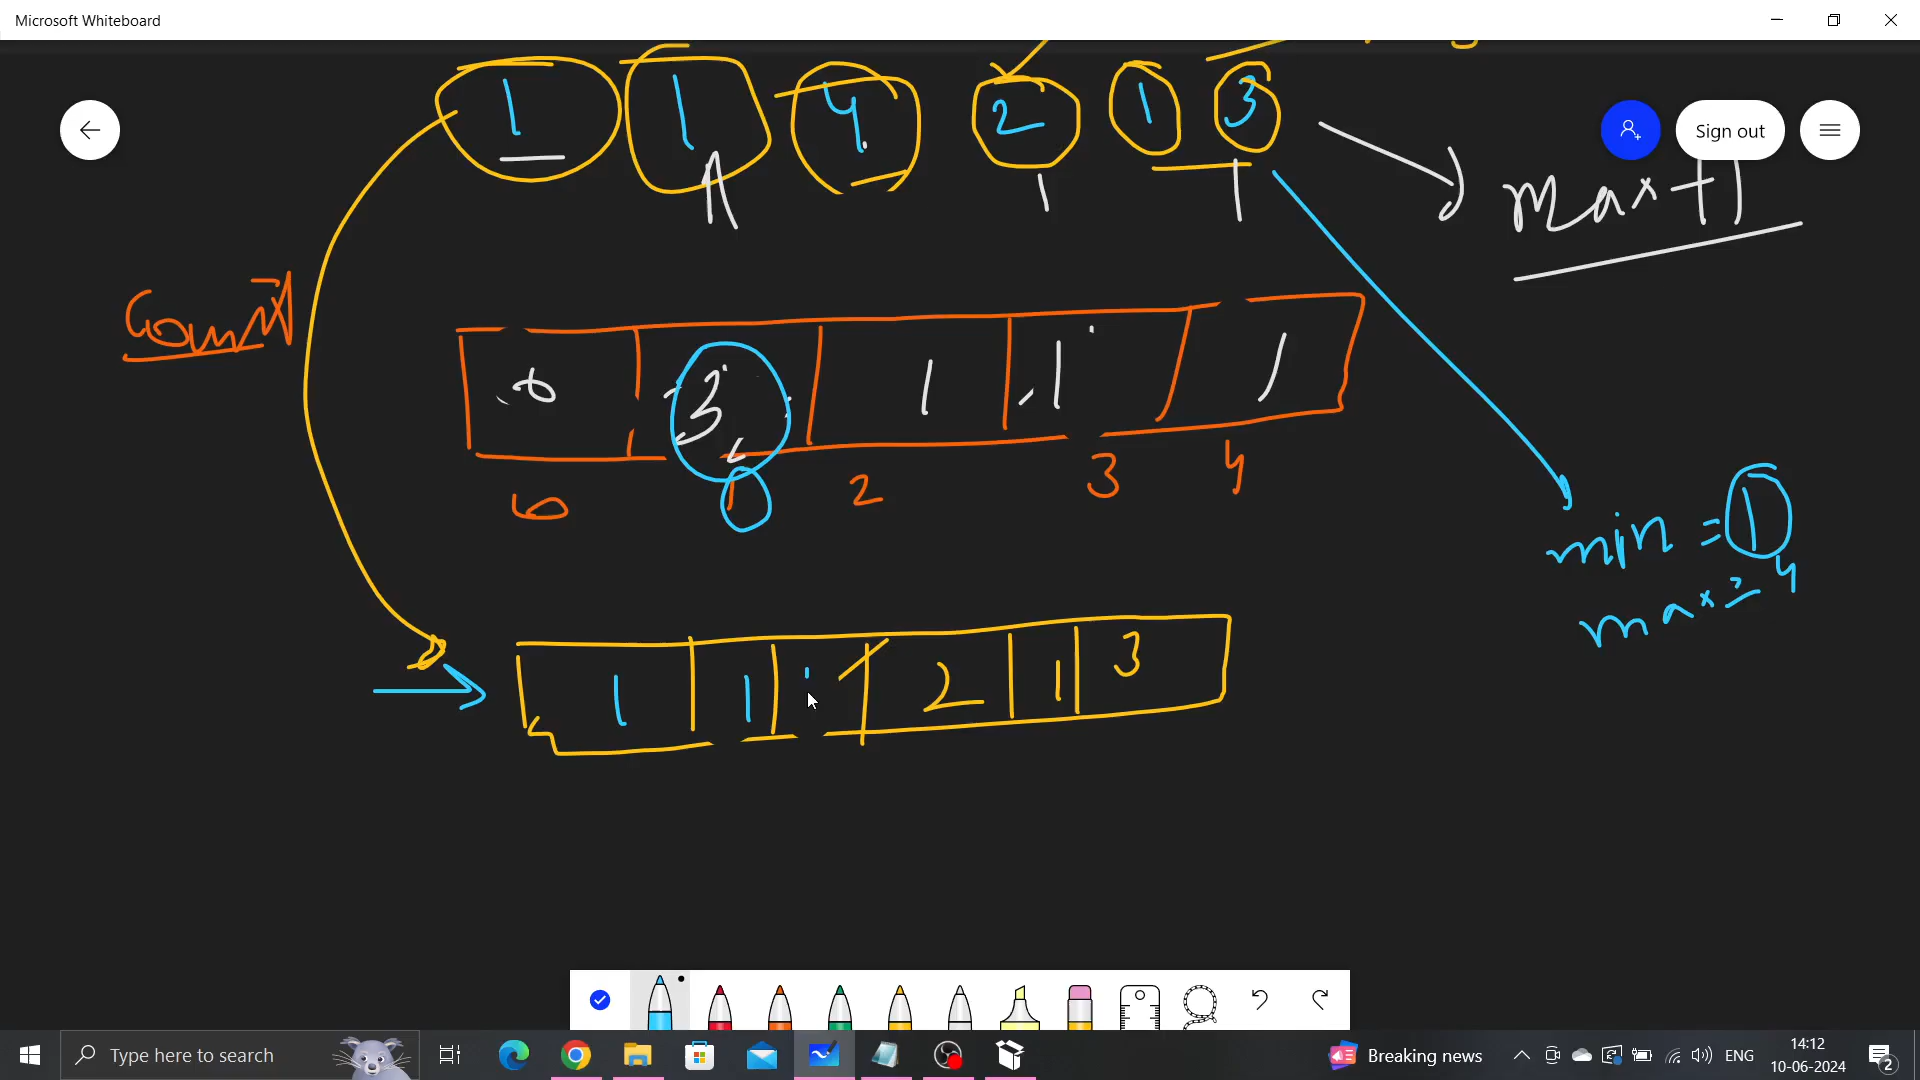 Microsoft Whiteboard
1 1 4 2 1 3
Sign out
max+1
Count
0 3 1 1 1
0 1 2 3 4
min = 1
max = 4
1 1 2 1 3
Type here to search
Breaking news
ENG
14:12
10-06-2024
2